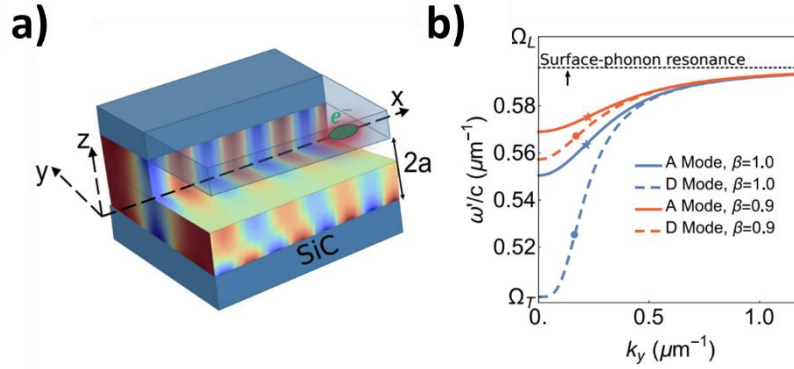 a)
e⁻
x
z
y
2a
SiC
b)
Ω_L
Surface-phonon resonance
0.58
0.56
0.54
0.52
Ω_T
ω'/c (μm⁻¹)
A Mode, β=1.0
D Mode, β=1.0
A Mode, β=0.9
D Mode, β=0.9
0. 0.5 1.0
k_y (μm⁻¹)